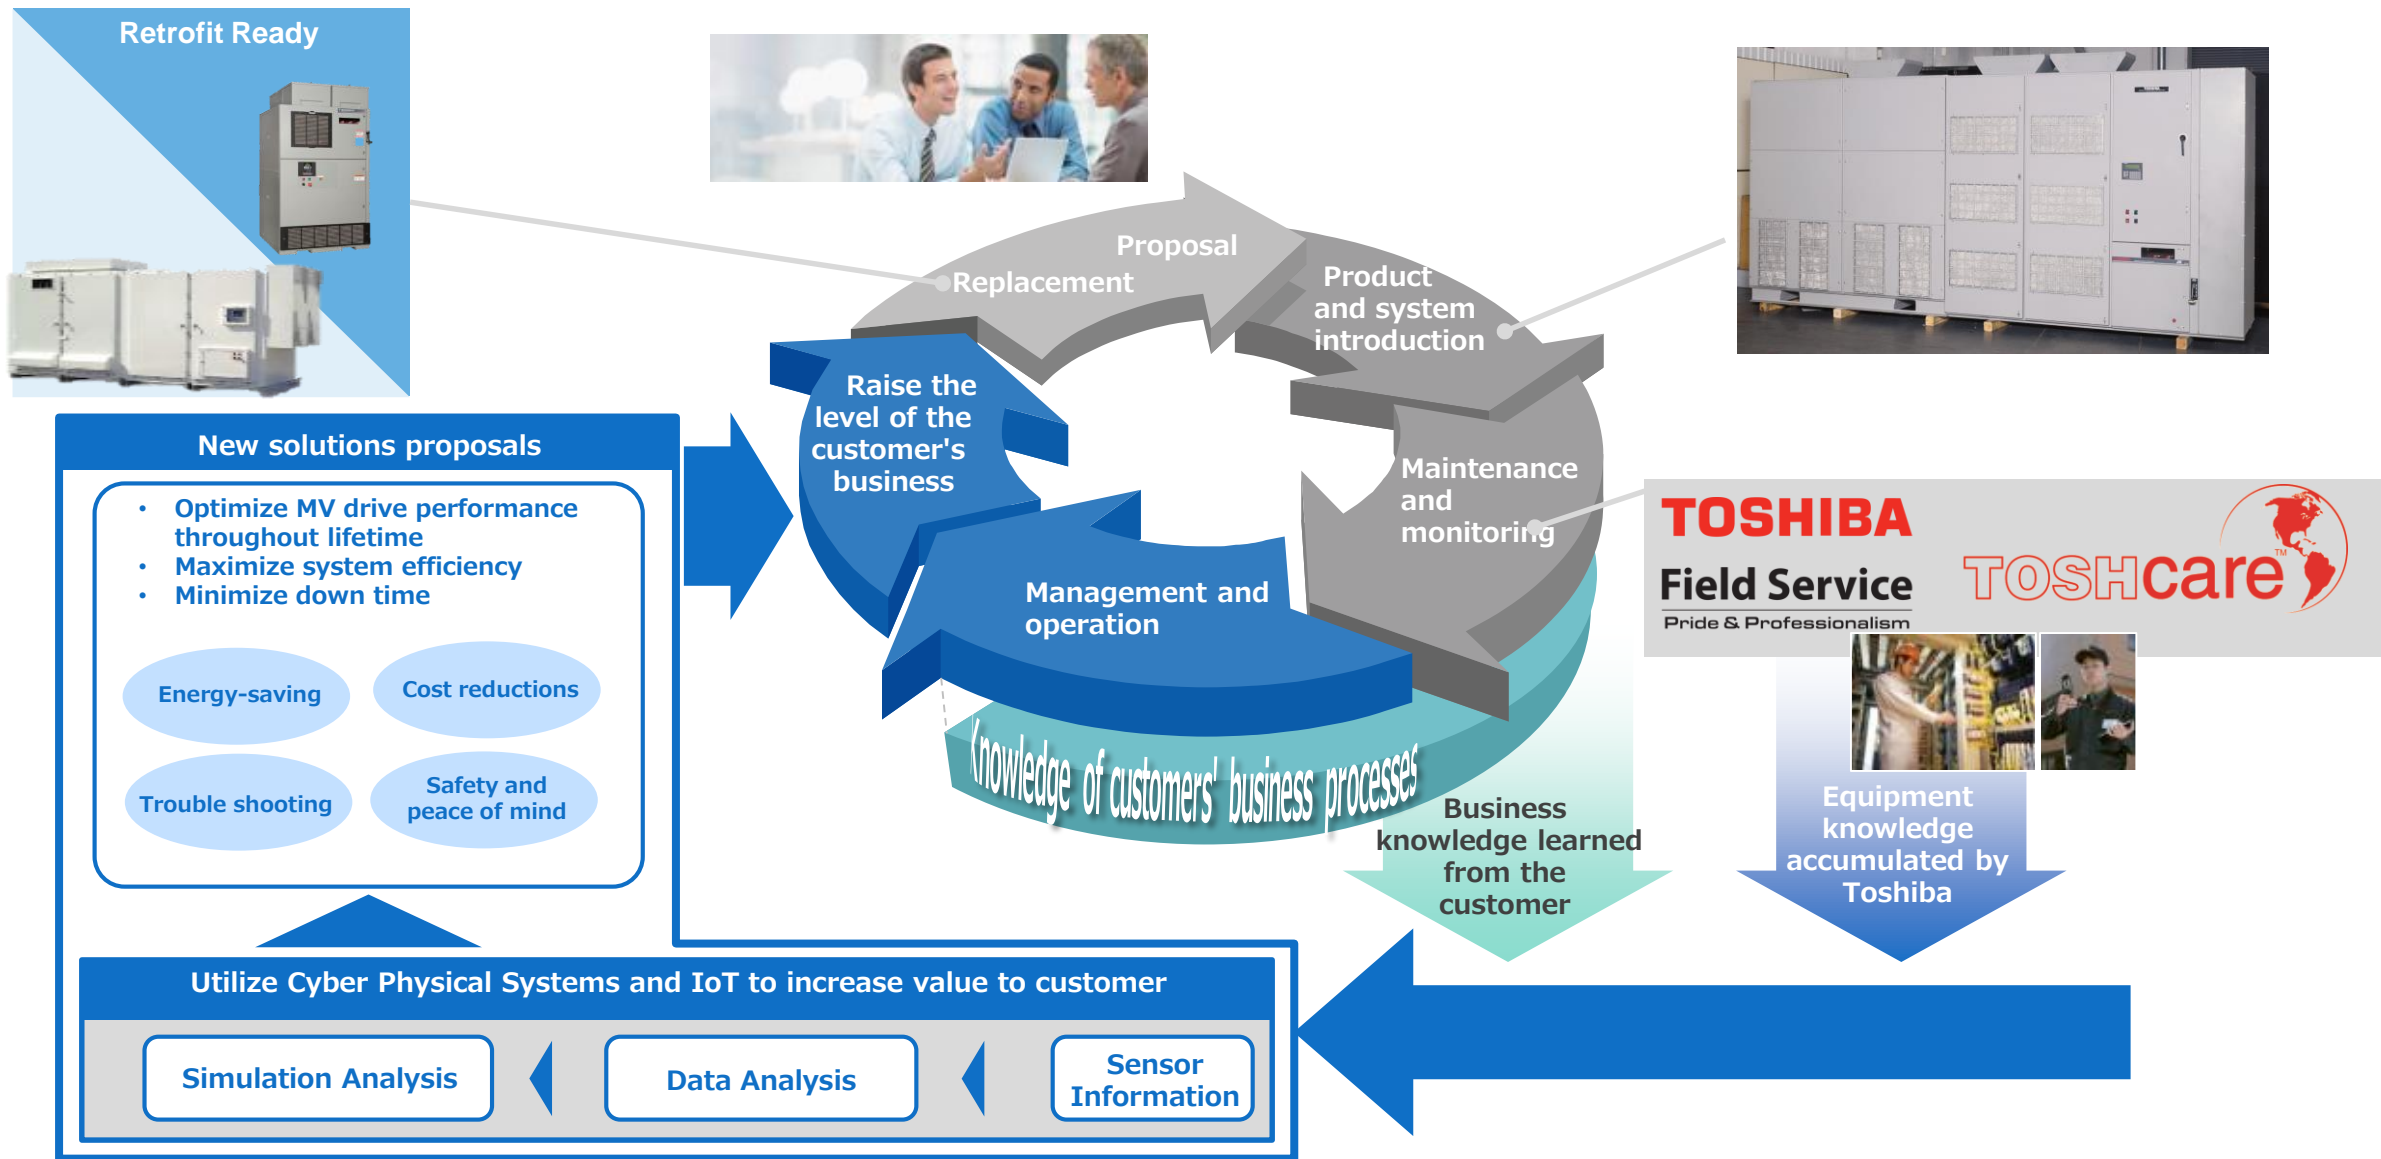 Retrofit Ready
Proposal
Replacement
Product
and system
introduction
Raise the
level of the
customer's
business
Maintenance
and
monitoring
Management and
operation
Knowledge of customers' business processes
New solutions proposals
• Optimize MV drive performance
throughout lifetime
• Maximize system efficiency
• Minimize down time
Energy-saving
Cost reductions
Trouble shooting
Safety and
peace of mind
TOSHIBA
Field Service
Pride & Professionalism
TOSHCare™
Business
knowledge learned
from the
customer
Equipment
knowledge
accumulated by
Toshiba
Utilize Cyber Physical Systems and IoT to increase value to customer
Simulation Analysis
Data Analysis
Sensor
Information